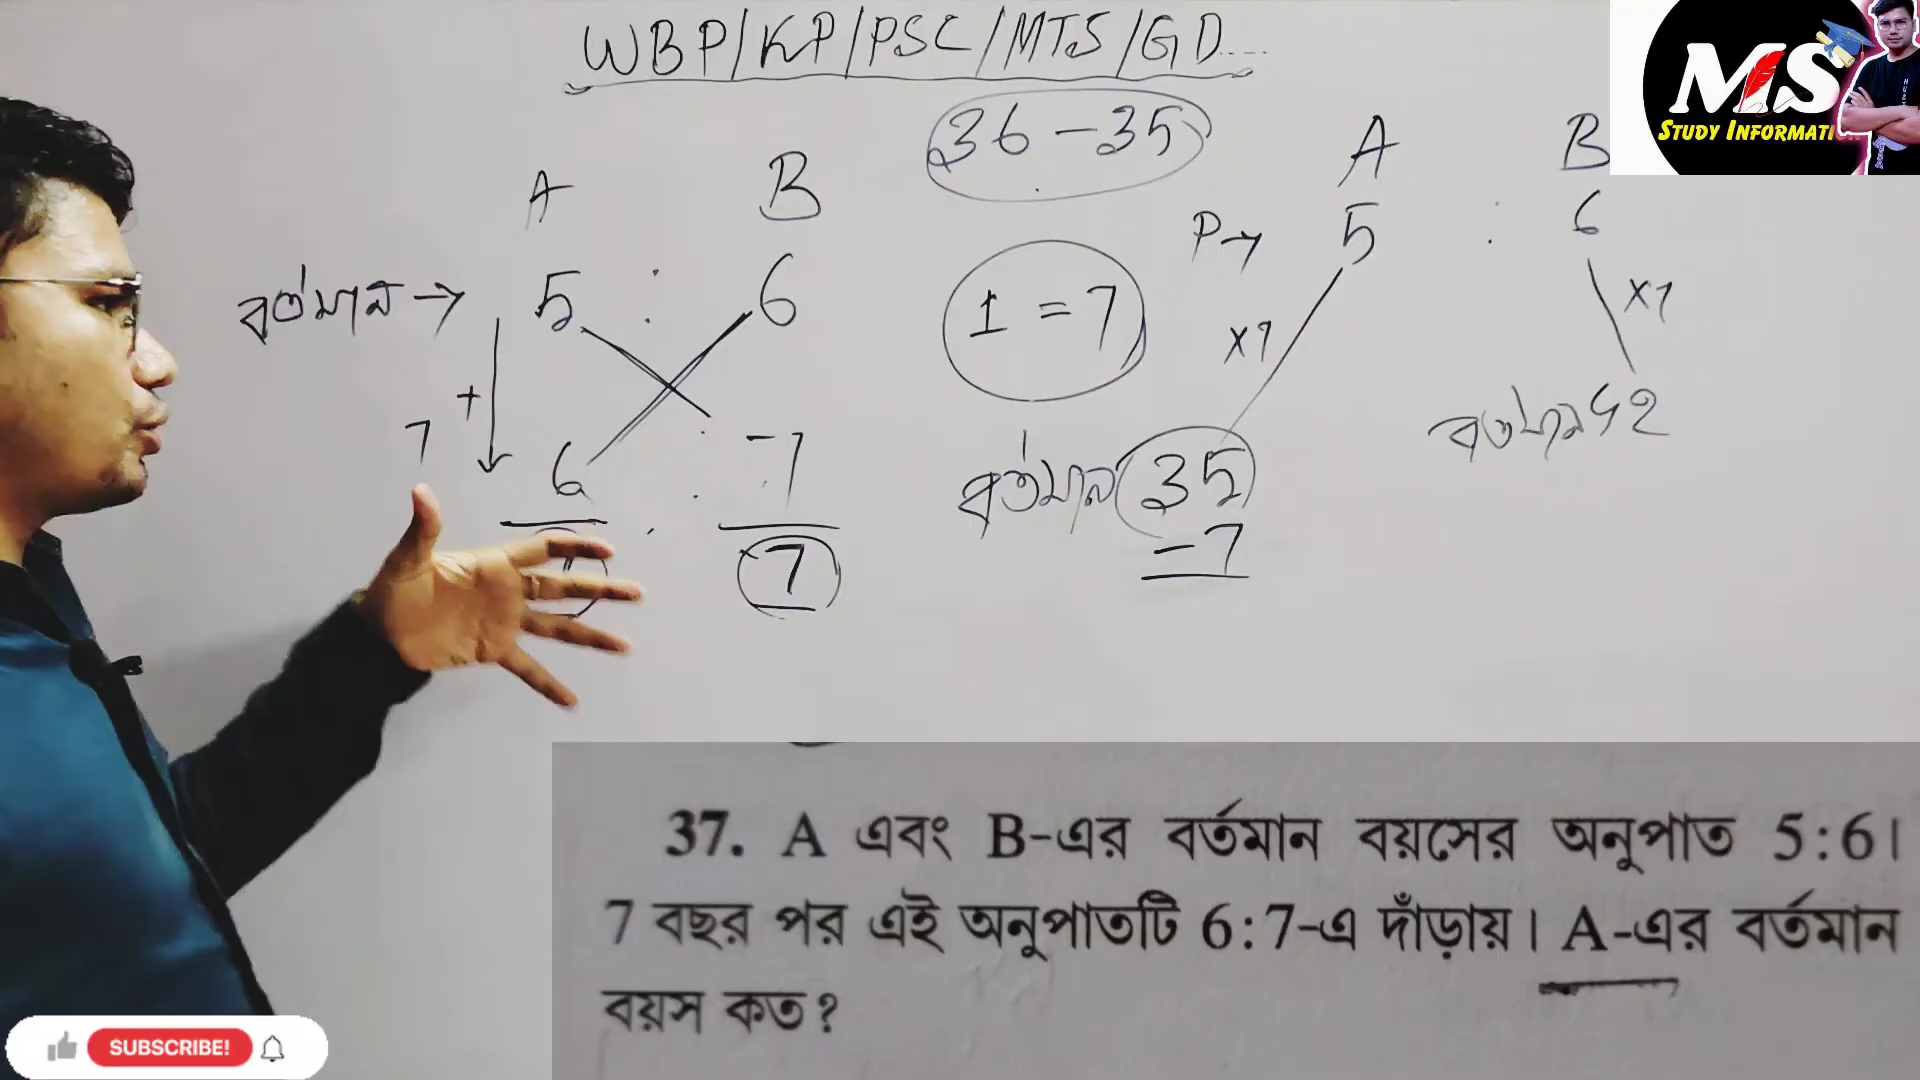 WBP/KP/PSC/MTS/GD....
MS
STUDY INFORMATI
36-35
A B
A B
P→ 5 : 6
বর্তমান → 5 : 6
1 = 7
×7 ×7
+
7
6 : 7
বর্তমান 35
বর্তমান 42
-7
7
37. A এবং B-এর বর্তমান বয়সের অনুপাত 5:6।
7 বছর পর এই অনুপাতটি 6:7-এ দাঁড়ায়। A-এর বর্তমান
বয়স কত?
SUBSCRIBE!